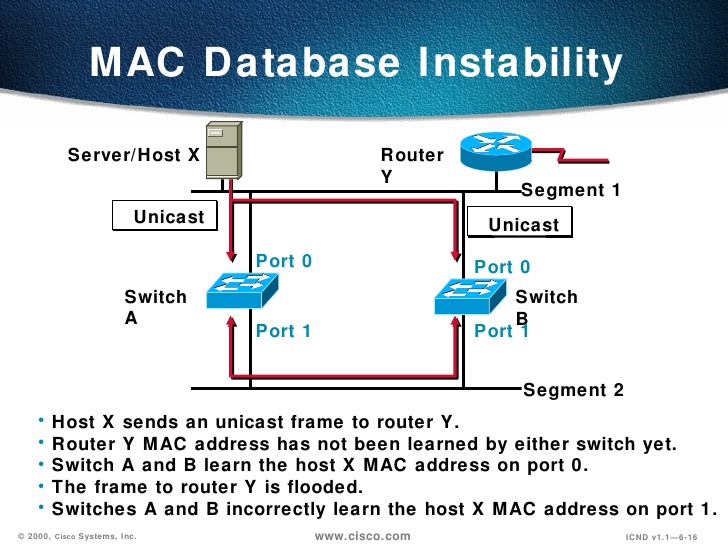 MAC Database Instability
Server/Host X
Router
Y
Segment 1
Unicast
Unicast
Port 0
Port 0
Switch
A
Switch
B
Port 1
Port 1
Segment 2
• Host X sends an unicast frame to router Y.
• Router Y MAC address has not been learned by either switch yet.
• Switch A and B learn the host X MAC address on port 0.
• The frame to router Y is flooded.
• Switches A and B incorrectly learn the host X MAC address on port 1.
© 2000, Cisco Systems, Inc.
www.cisco.com
ICND v1.1—6-16